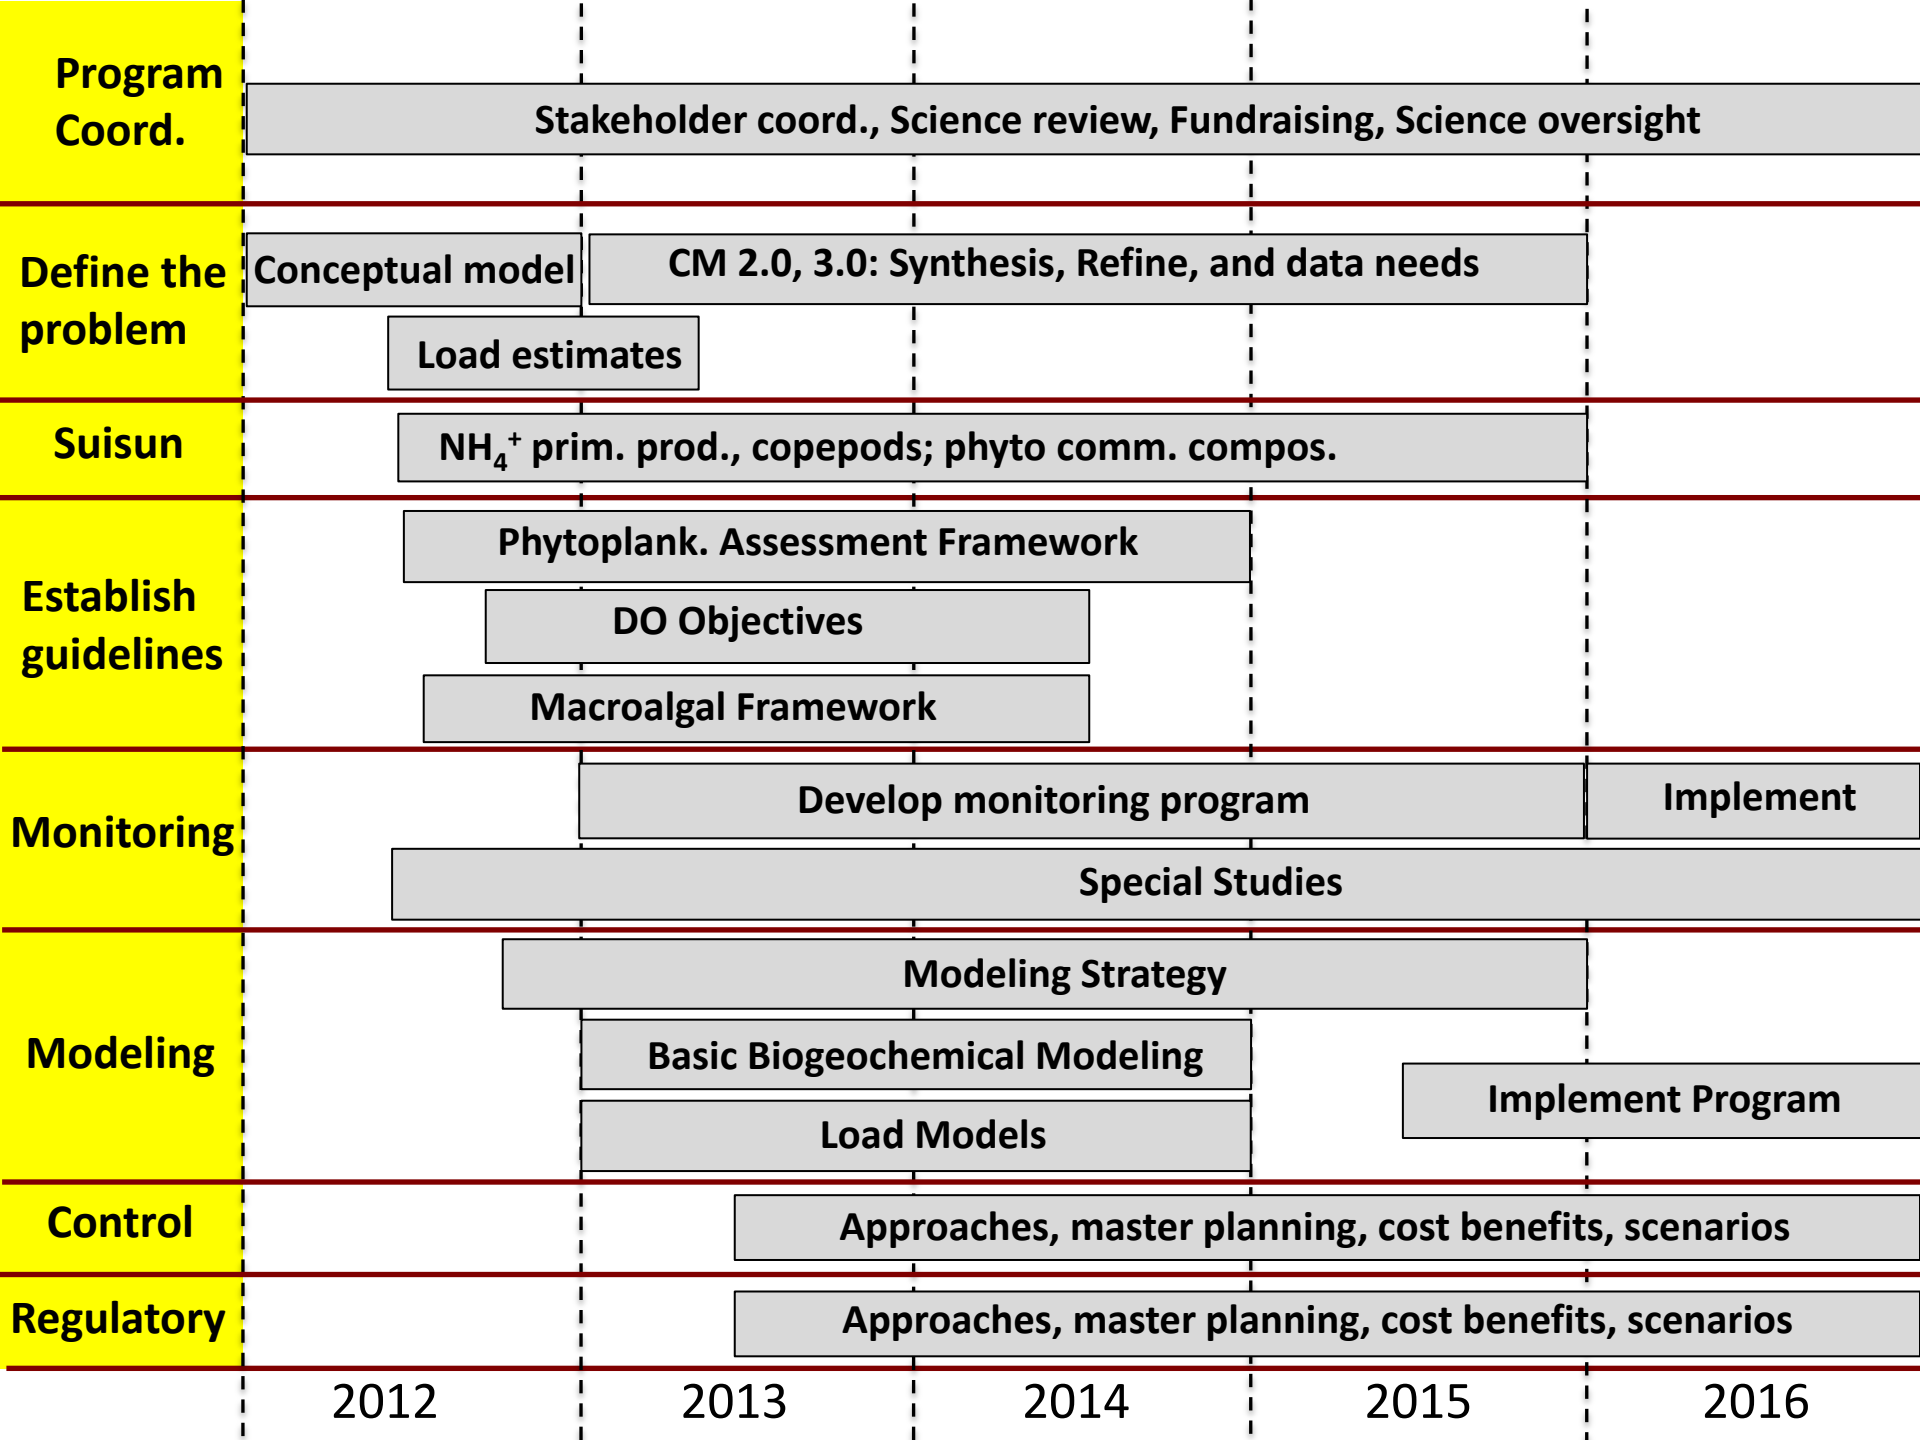 Program
Coord.
Stakeholder coord., Science review, Fundraising, Science oversight
Define the
problem
Conceptual model
CM 2.0, 3.0: Synthesis, Refine, and data needs
Load estimates
Suisun
NH₄⁺ prim. prod., copepods; phyto comm. compos.
Establish
guidelines
Phytoplank. Assessment Framework
DO Objectives
Macroalgal Framework
Monitoring
Develop monitoring program
Implement
Special Studies
Modeling
Modeling Strategy
Basic Biogeochemical Modeling
Implement Program
Load Models
Control
Approaches, master planning, cost benefits, scenarios
Regulatory
Approaches, master planning, cost benefits, scenarios
2012 2013 2014 2015 2016